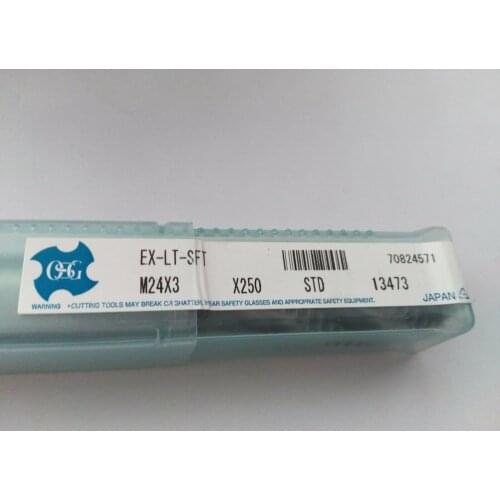 OSG
EX-LT-SFT 70824571
M24X3 X250 STD 13473
WARNING •CUTTING TOOLS MAY BREAK OR SHATTER, WEAR SAFETY GLASSES AND APPROPRIATE SAFETY EQUIPMENT.
JAPAN